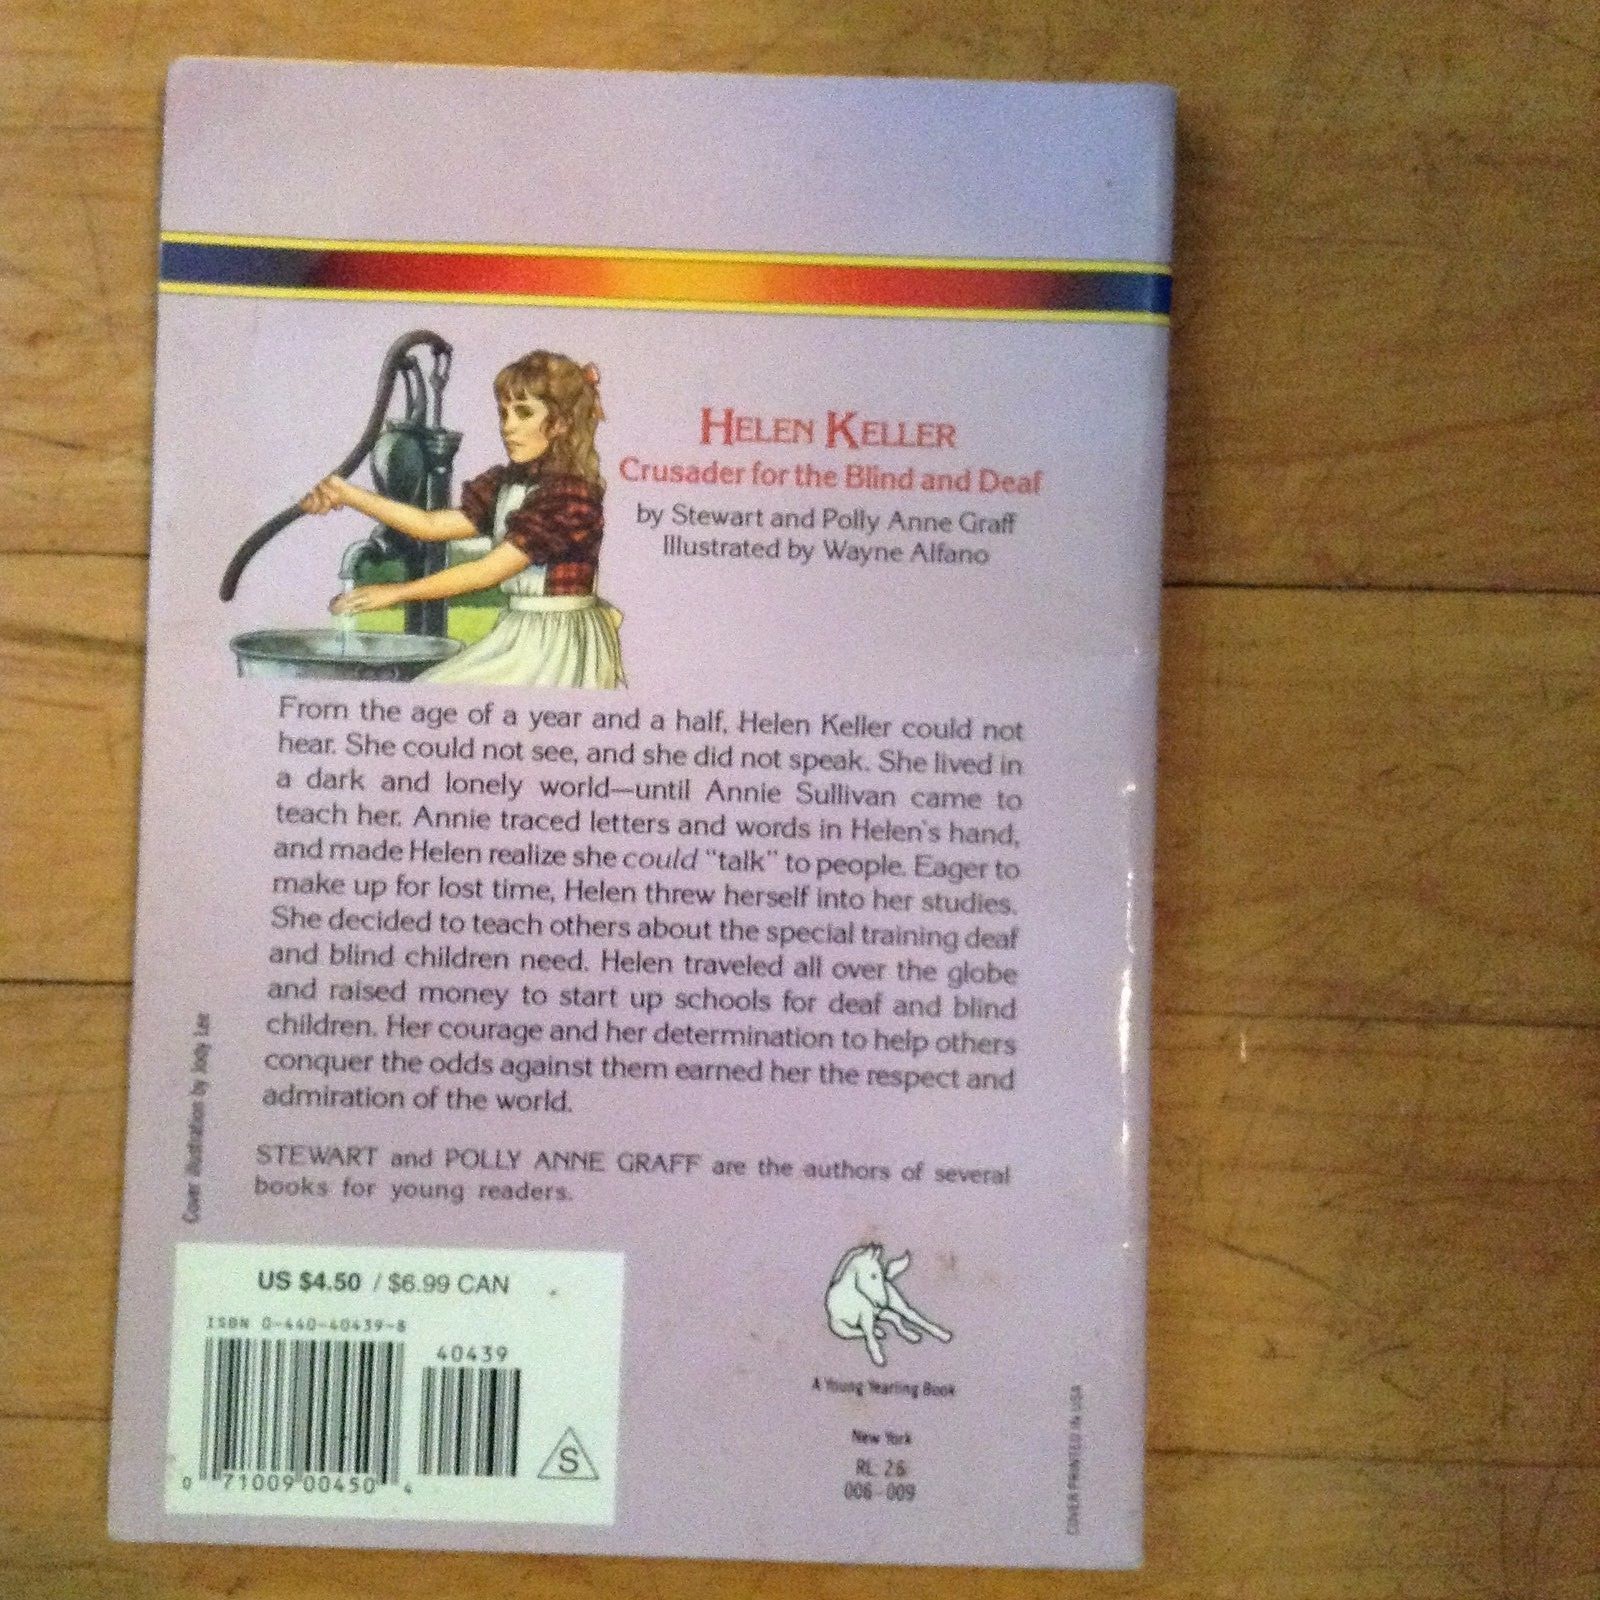 HELEN KELLER
Crusader for the Blind and Deaf
by Stewart and Polly Anne Graff
Illustrated by Wayne Alfano
From the age of a year and a half, Helen Keller could not
hear. She could not see, and she did not speak. She lived in
a dark and lonely world—until Annie Sullivan came to
teach her. Annie traced letters and words in Helen's hand,
and made Helen realize she could "talk" to people. Eager to
make up for lost time, Helen threw herself into her studies.
She decided to teach others about the special training deaf
and blind children need. Helen traveled all over the globe
and raised money to start up schools for deaf and blind
children. Her courage and her determination to help others
conquer the odds against them earned her the respect and
admiration of the world.
STEWART and POLLY ANNE GRAFF are the authors of several
books for young readers.
Cover illustration by Jody Lee
US $4.50 / $6.99 CAN
ISBN 0-440-40439-8
40439
0 71009 00450 4
S
A Young Yearling Book
New York
RL: 2.6
006-009
COVER PRINTED IN USA